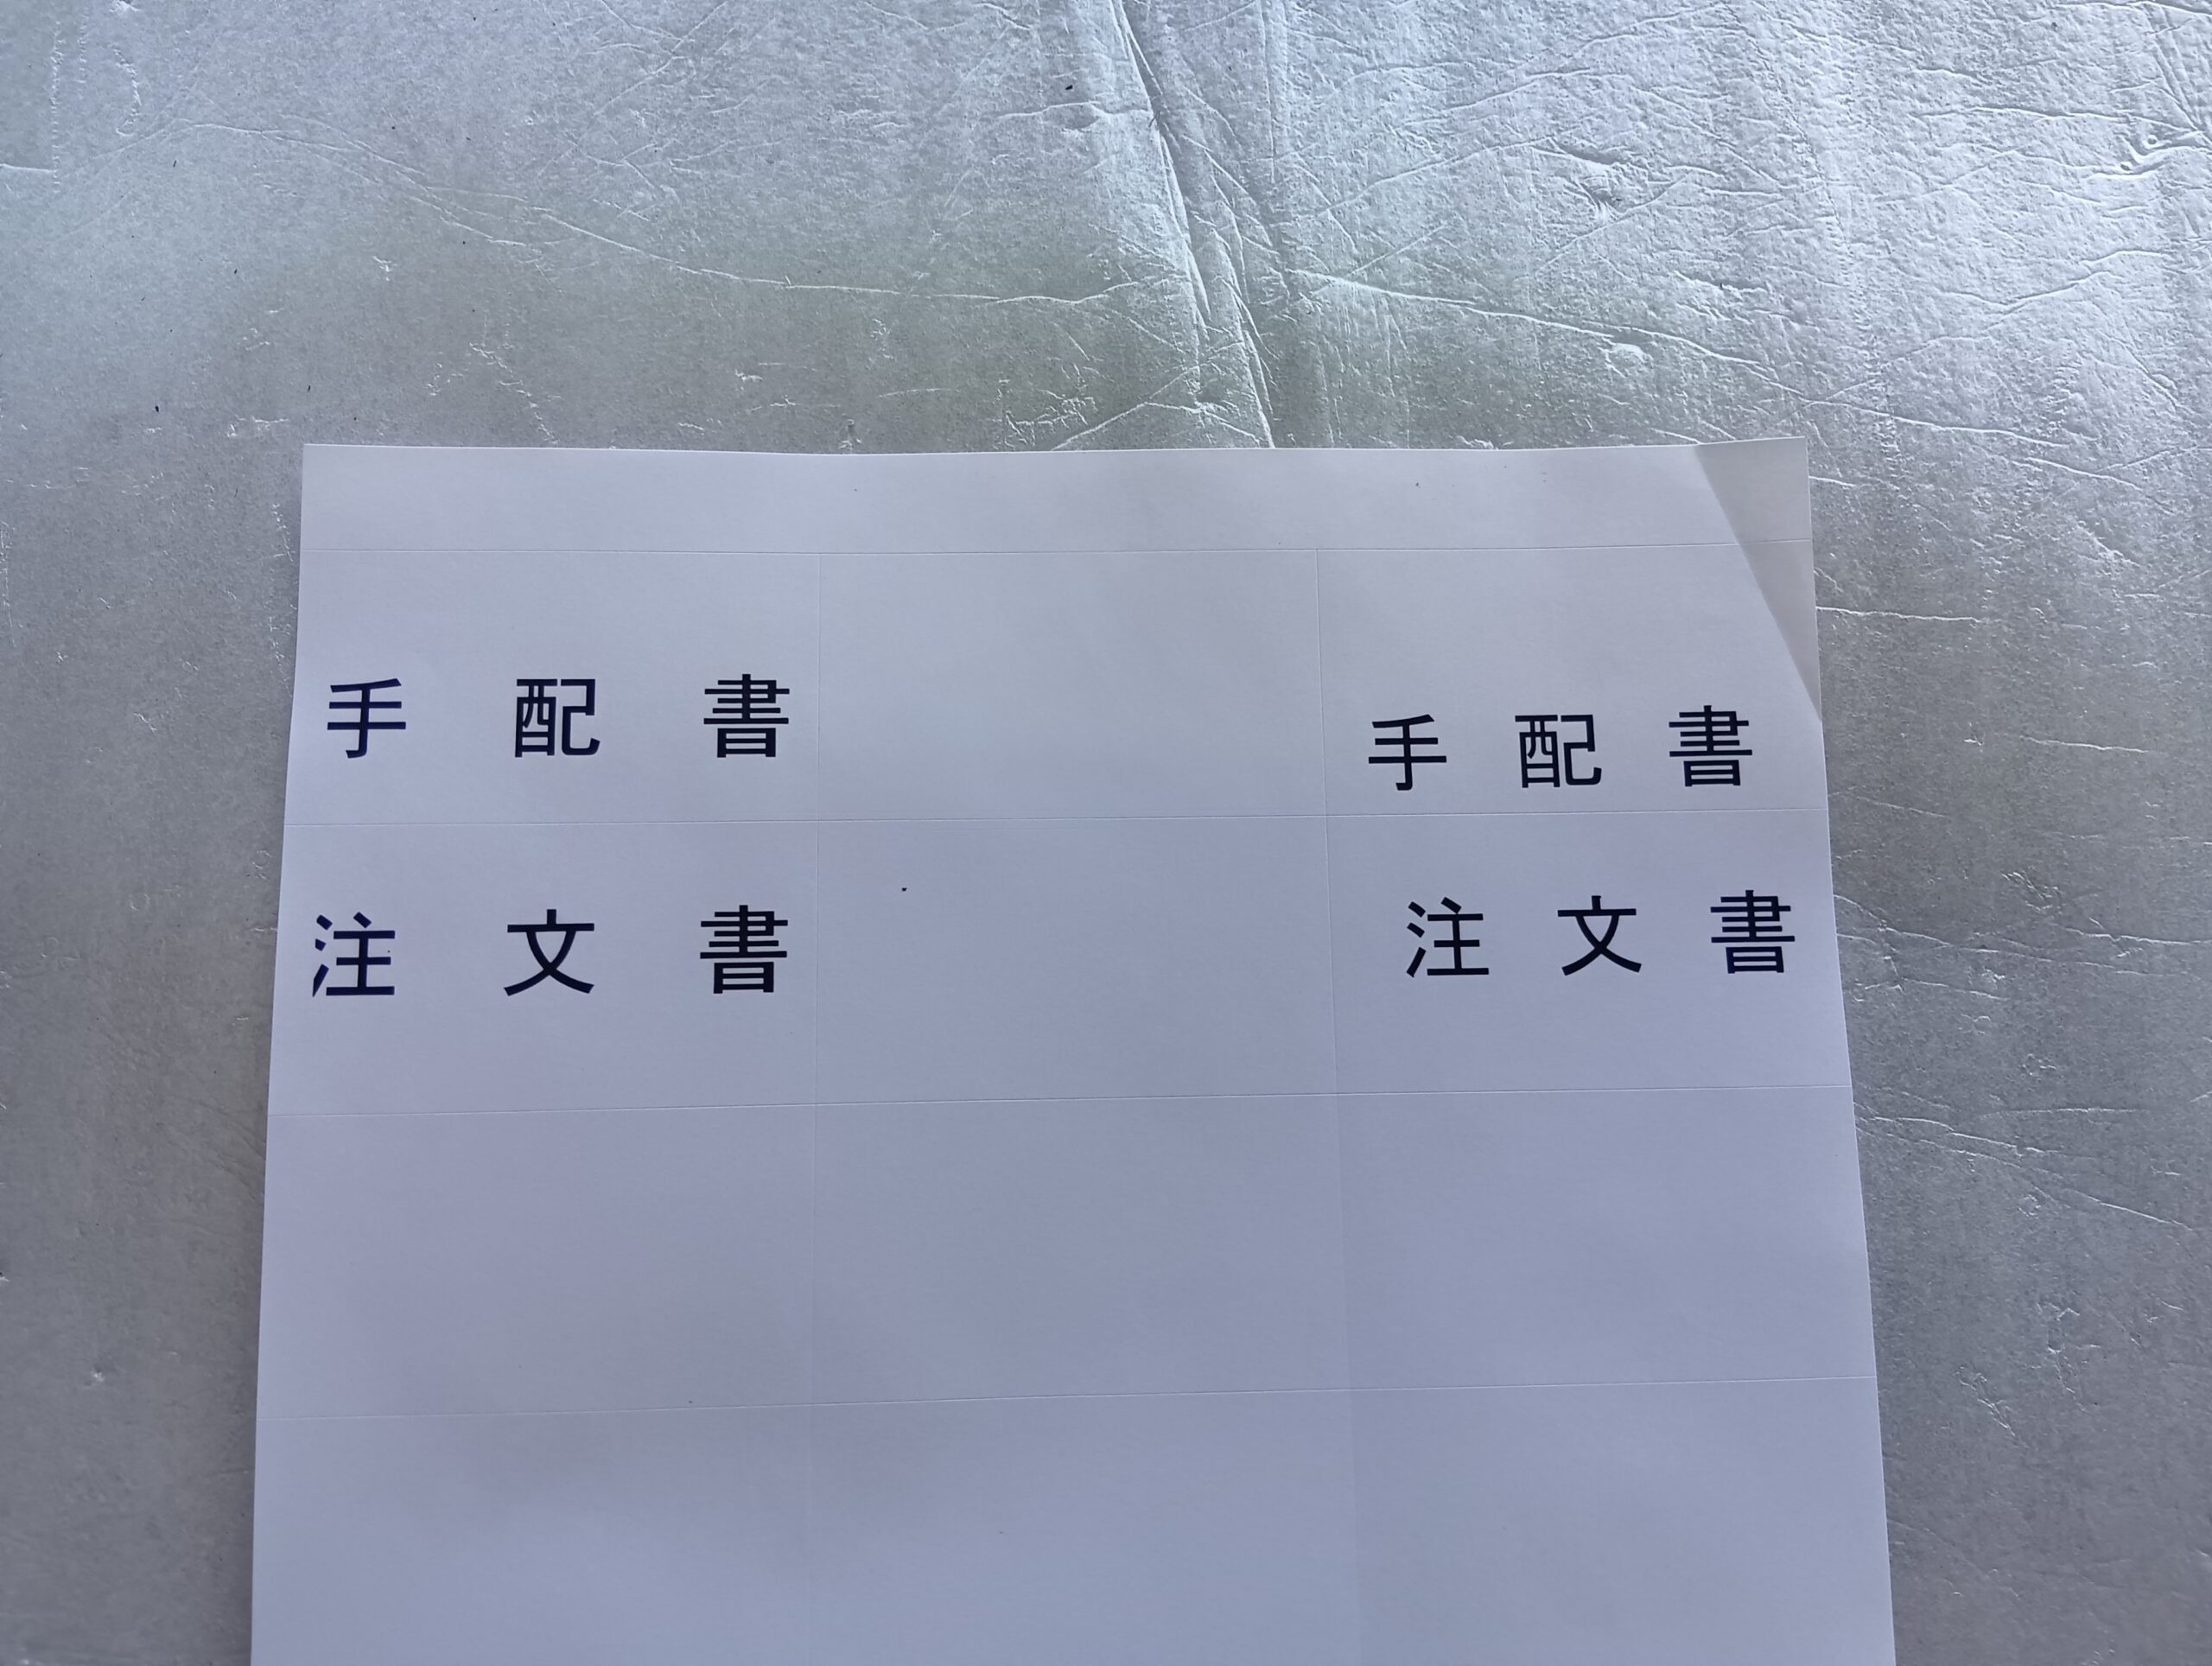 手 配 書
手 配 書
注 文 書
注 文 書